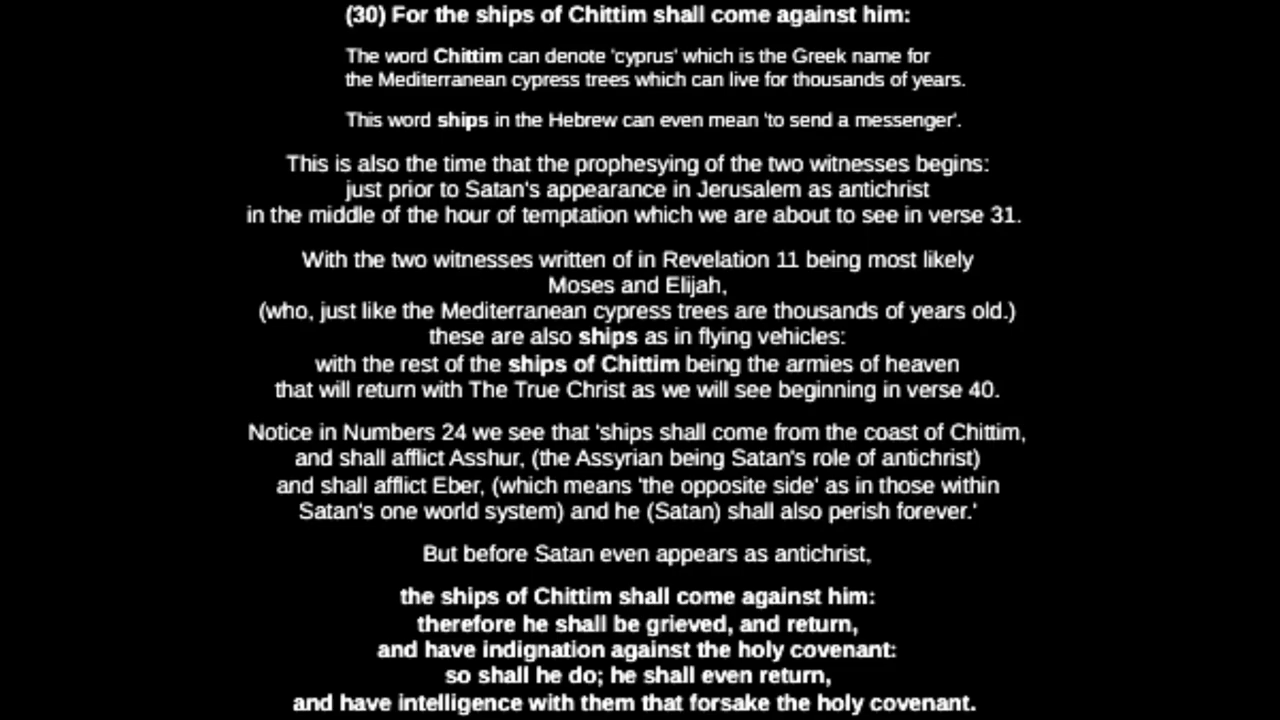 (30) For the ships of Chittim shall come against him:
The word Chittim can denote 'cyprus' which is the Greek name for
the Mediterranean cypress trees which can live for thousands of years.
This word ships in the Hebrew can even mean 'to send a messenger'.
This is also the time that the prophesying of the two witnesses begins:
just prior to Satan's appearance in Jerusalem as antichrist
in the middle of the hour of temptation which we are about to see in verse 31.
With the two witnesses written of in Revelation 11 being most likely
Moses and Elijah,
(who, just like the Mediterranean cypress trees are thousands of years old.)
these are also ships as in flying vehicles:
with the rest of the ships of Chittim being the armies of heaven
that will return with The True Christ as we will see beginning in verse 40.
Notice in Numbers 24 we see that 'ships shall come from the coast of Chittim,
and shall afflict Asshur, (the Assyrian being Satan's role of antichrist)
and shall afflict Eber, (which means 'the opposite side' as in those within
Satan's one world system) and he (Satan) shall also perish forever.'
But before Satan even appears as antichrist,
the ships of Chittim shall come against him:
therefore he shall be grieved, and return,
and have indignation against the holy covenant:
so shall he do; he shall even return,
and have intelligence with them that forsake the holy covenant.